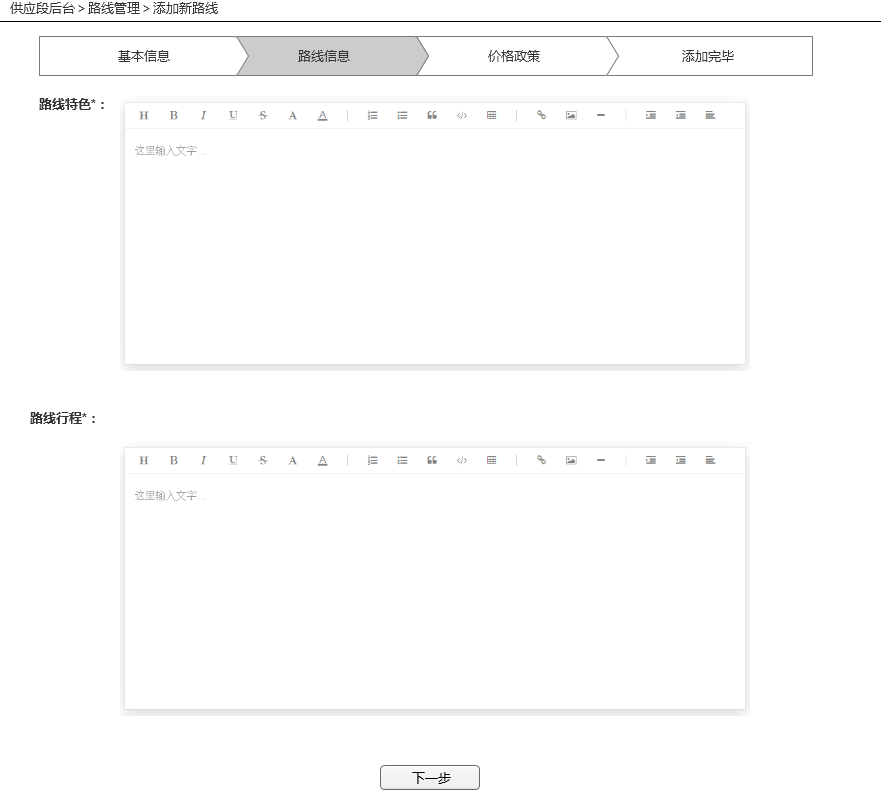 供应段后台 > 路线管理 > 添加新路线
基本信息 路线信息 价格政策 添加完毕
路线特色*：
H B I U S A A
这里输入文字...
路线行程*：
H B I U S A A
这里输入文字...
下一步